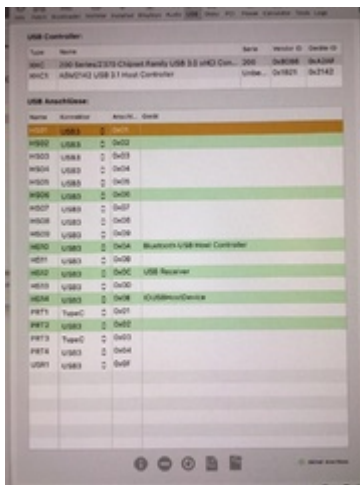 USB Controller:
Type Name Serie Vendor ID Device ID
XHCI 200 Series/Z370 Chipset Family USB 3.0 xHCI Con... 200 0x8086
ASM2142 USB 3.1 Host Controller Unbe... 0x1B21 0x2142
USB Anschlüsse:
Name Konnektor Anschl... Gerät
HS01 USB3 0x01
HS02 USB3 0x02
HS03 USB3 0x03
HS04 USB3 0x04
HS05 USB3 0x05
HS06 USB3 0x06
HS07 USB3 0x07
HS08 USB3 0x08
HS09 USB3 0x09
HS10 USB3 0x0A Bluetooth USB Host Controller
HS11 USB3 0x0B
HS12 USB3 0x0C USB Receiver
HS13 USB3 0x0D
HS14 USB3 0x0E IOUSBHostDevice
PRT1 TypeC 0x01
PRT2 USB3 0x02
PRT3 TypeC 0x03
PRT4 USB3 0x04
USR1 USB3 0x0F